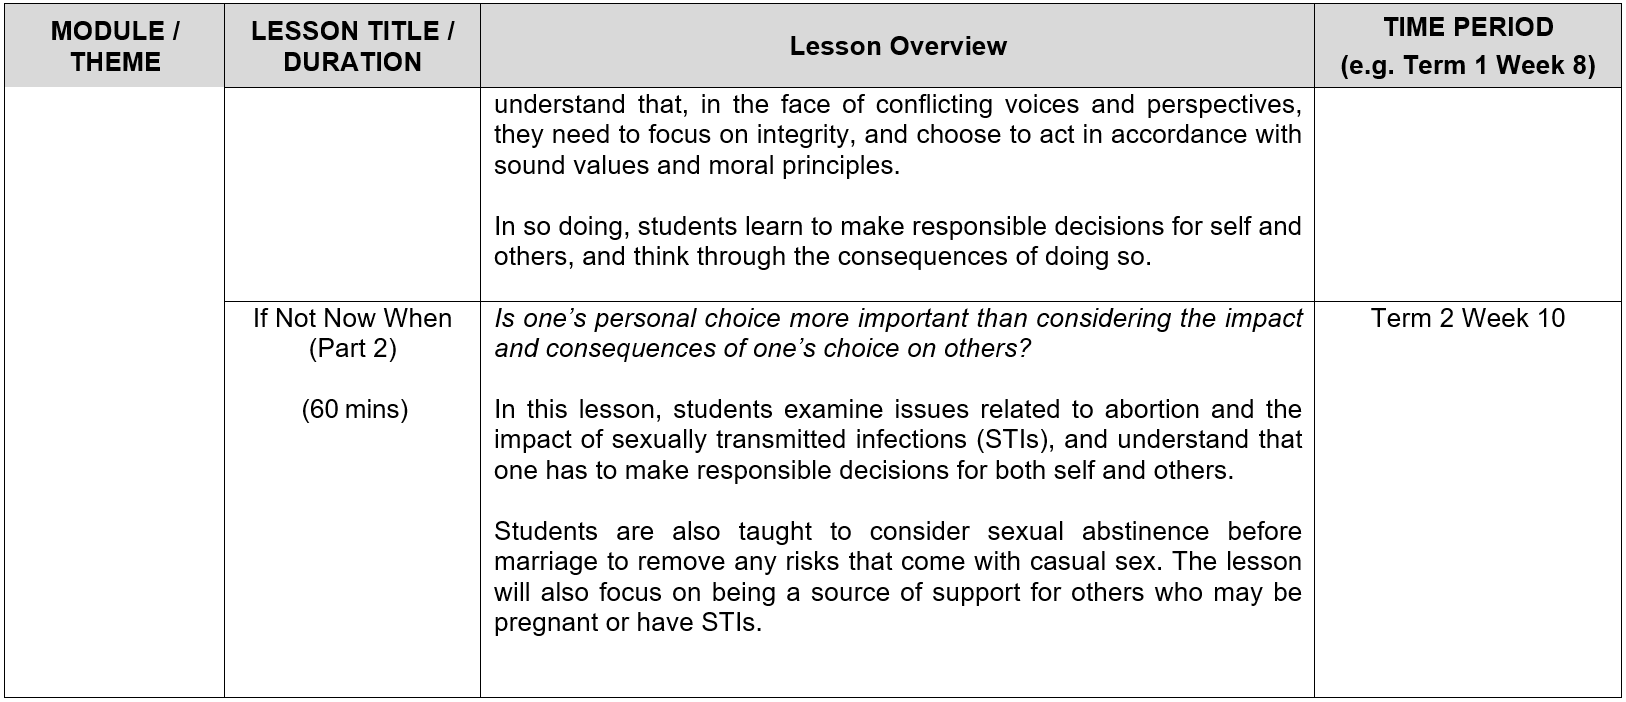 MODULE /
THEME
LESSON TITLE /
DURATION
Lesson Overview
TIME PERIOD
(e.g. Term 1 Week 8)
understand that, in the face of conflicting voices and perspectives,
they need to focus on integrity, and choose to act in accordance with
sound values and moral principles.
In so doing, students learn to make responsible decisions for self and
others, and think through the consequences of doing so.
If Not Now When
(Part 2)
(60 mins)
Is one’s personal choice more important than considering the impact
and consequences of one’s choice on others?
In this lesson, students examine issues related to abortion and the
impact of sexually transmitted infections (STIs), and understand that
one has to make responsible decisions for both self and others.
Students are also taught to consider sexual abstinence before
marriage to remove any risks that come with casual sex. The lesson
will also focus on being a source of support for others who may be
pregnant or have STIs.
Term 2 Week 10